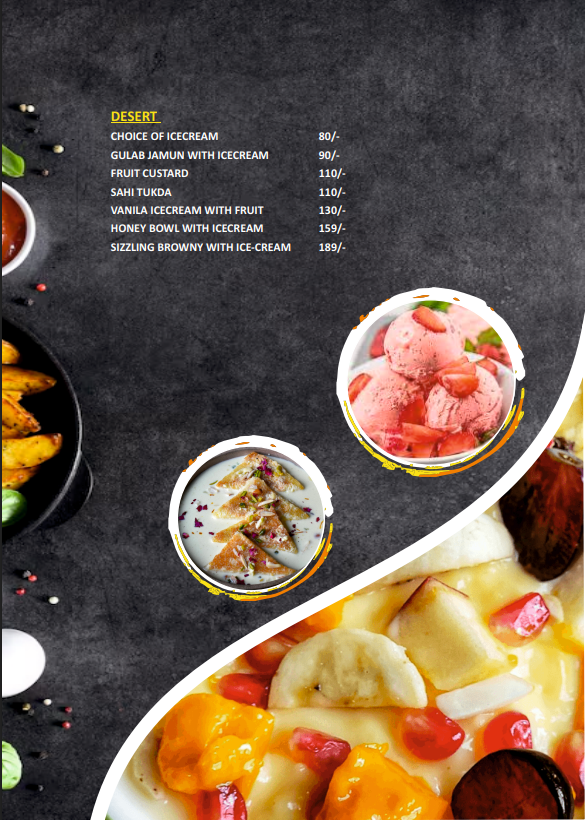 DESERT
CHOICE OF ICECREAM 80/-
GULAB JAMUN WITH ICECREAM 90/-
FRUIT CUSTARD 110/-
SAHI TUKDA 110/-
VANILA ICECREAM WITH FRUIT 130/-
HONEY BOWL WITH ICECREAM 159/-
SIZZLING BROWNY WITH ICE-CREAM 189/-